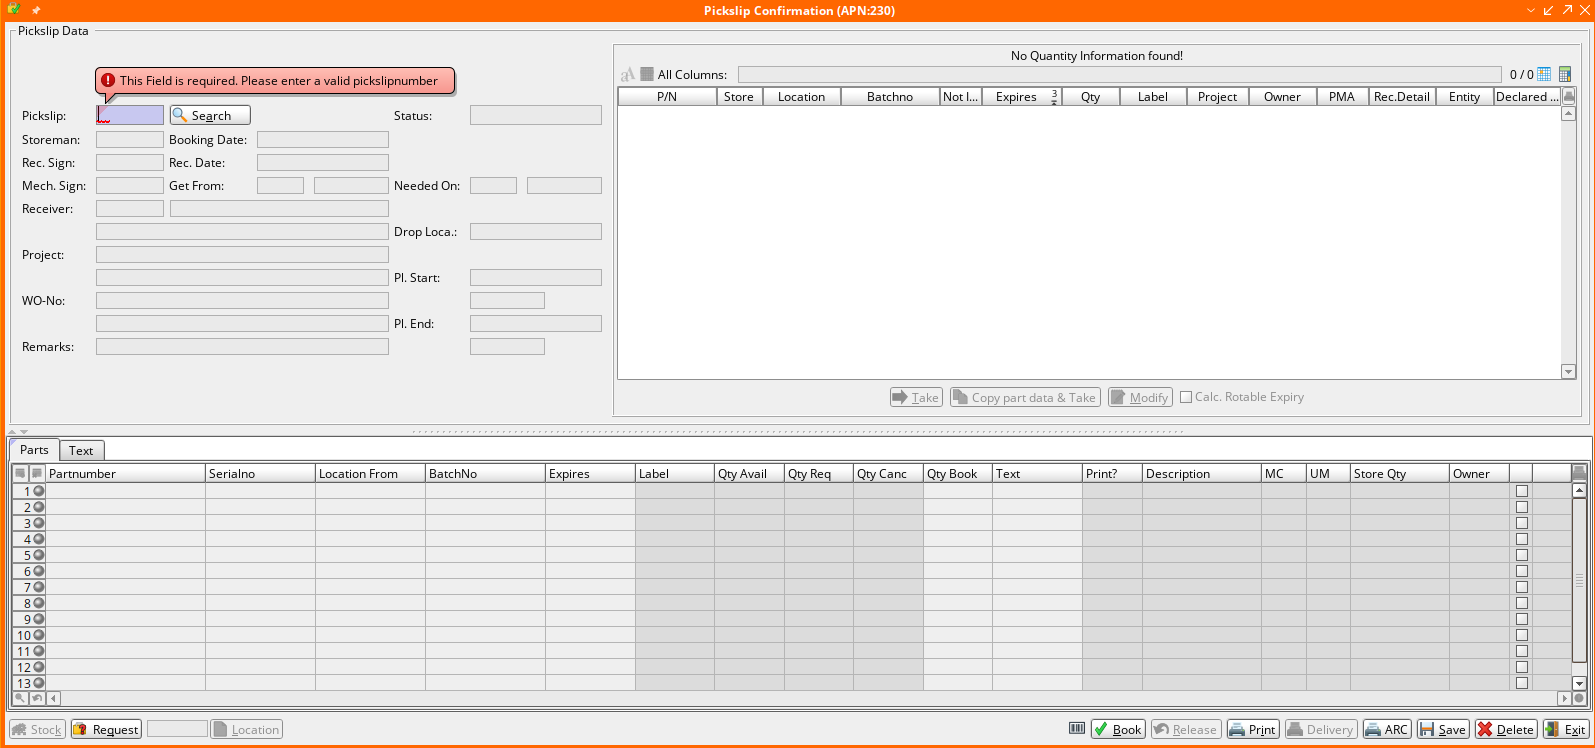 Pickslip Confirmation (APN:230)
Pickslip Data
No Quantity Information found!
All Columns: 0 / 0
This Field is required. Please enter a valid pickslipnumber
P/N Store Location Batchno Not I... Expires 3 Qty Label Project Owner PMA Rec.Detail Entity Declared ...
Pickslip: Search Status:
Storeman: Booking Date:
Rec. Sign: Rec. Date:
Mech. Sign: Get From: Needed On:
Receiver:
Drop Loca.:
Project:
Pl. Start:
WO-No:
Pl. End:
Remarks:
Take Copy part data & Take Modify Calc. Rotable Expiry
Parts Text
Partnumber Serialno Location From BatchNo Expires Label Qty Avail Qty Req Qty Canc Qty Book Text Print? Description MC UM Store Qty Owner
1
2
3
4
5
6
7
8
9
10
11
12
13
Stock Request Location Book Release Print Delivery ARC Save Delete Exit